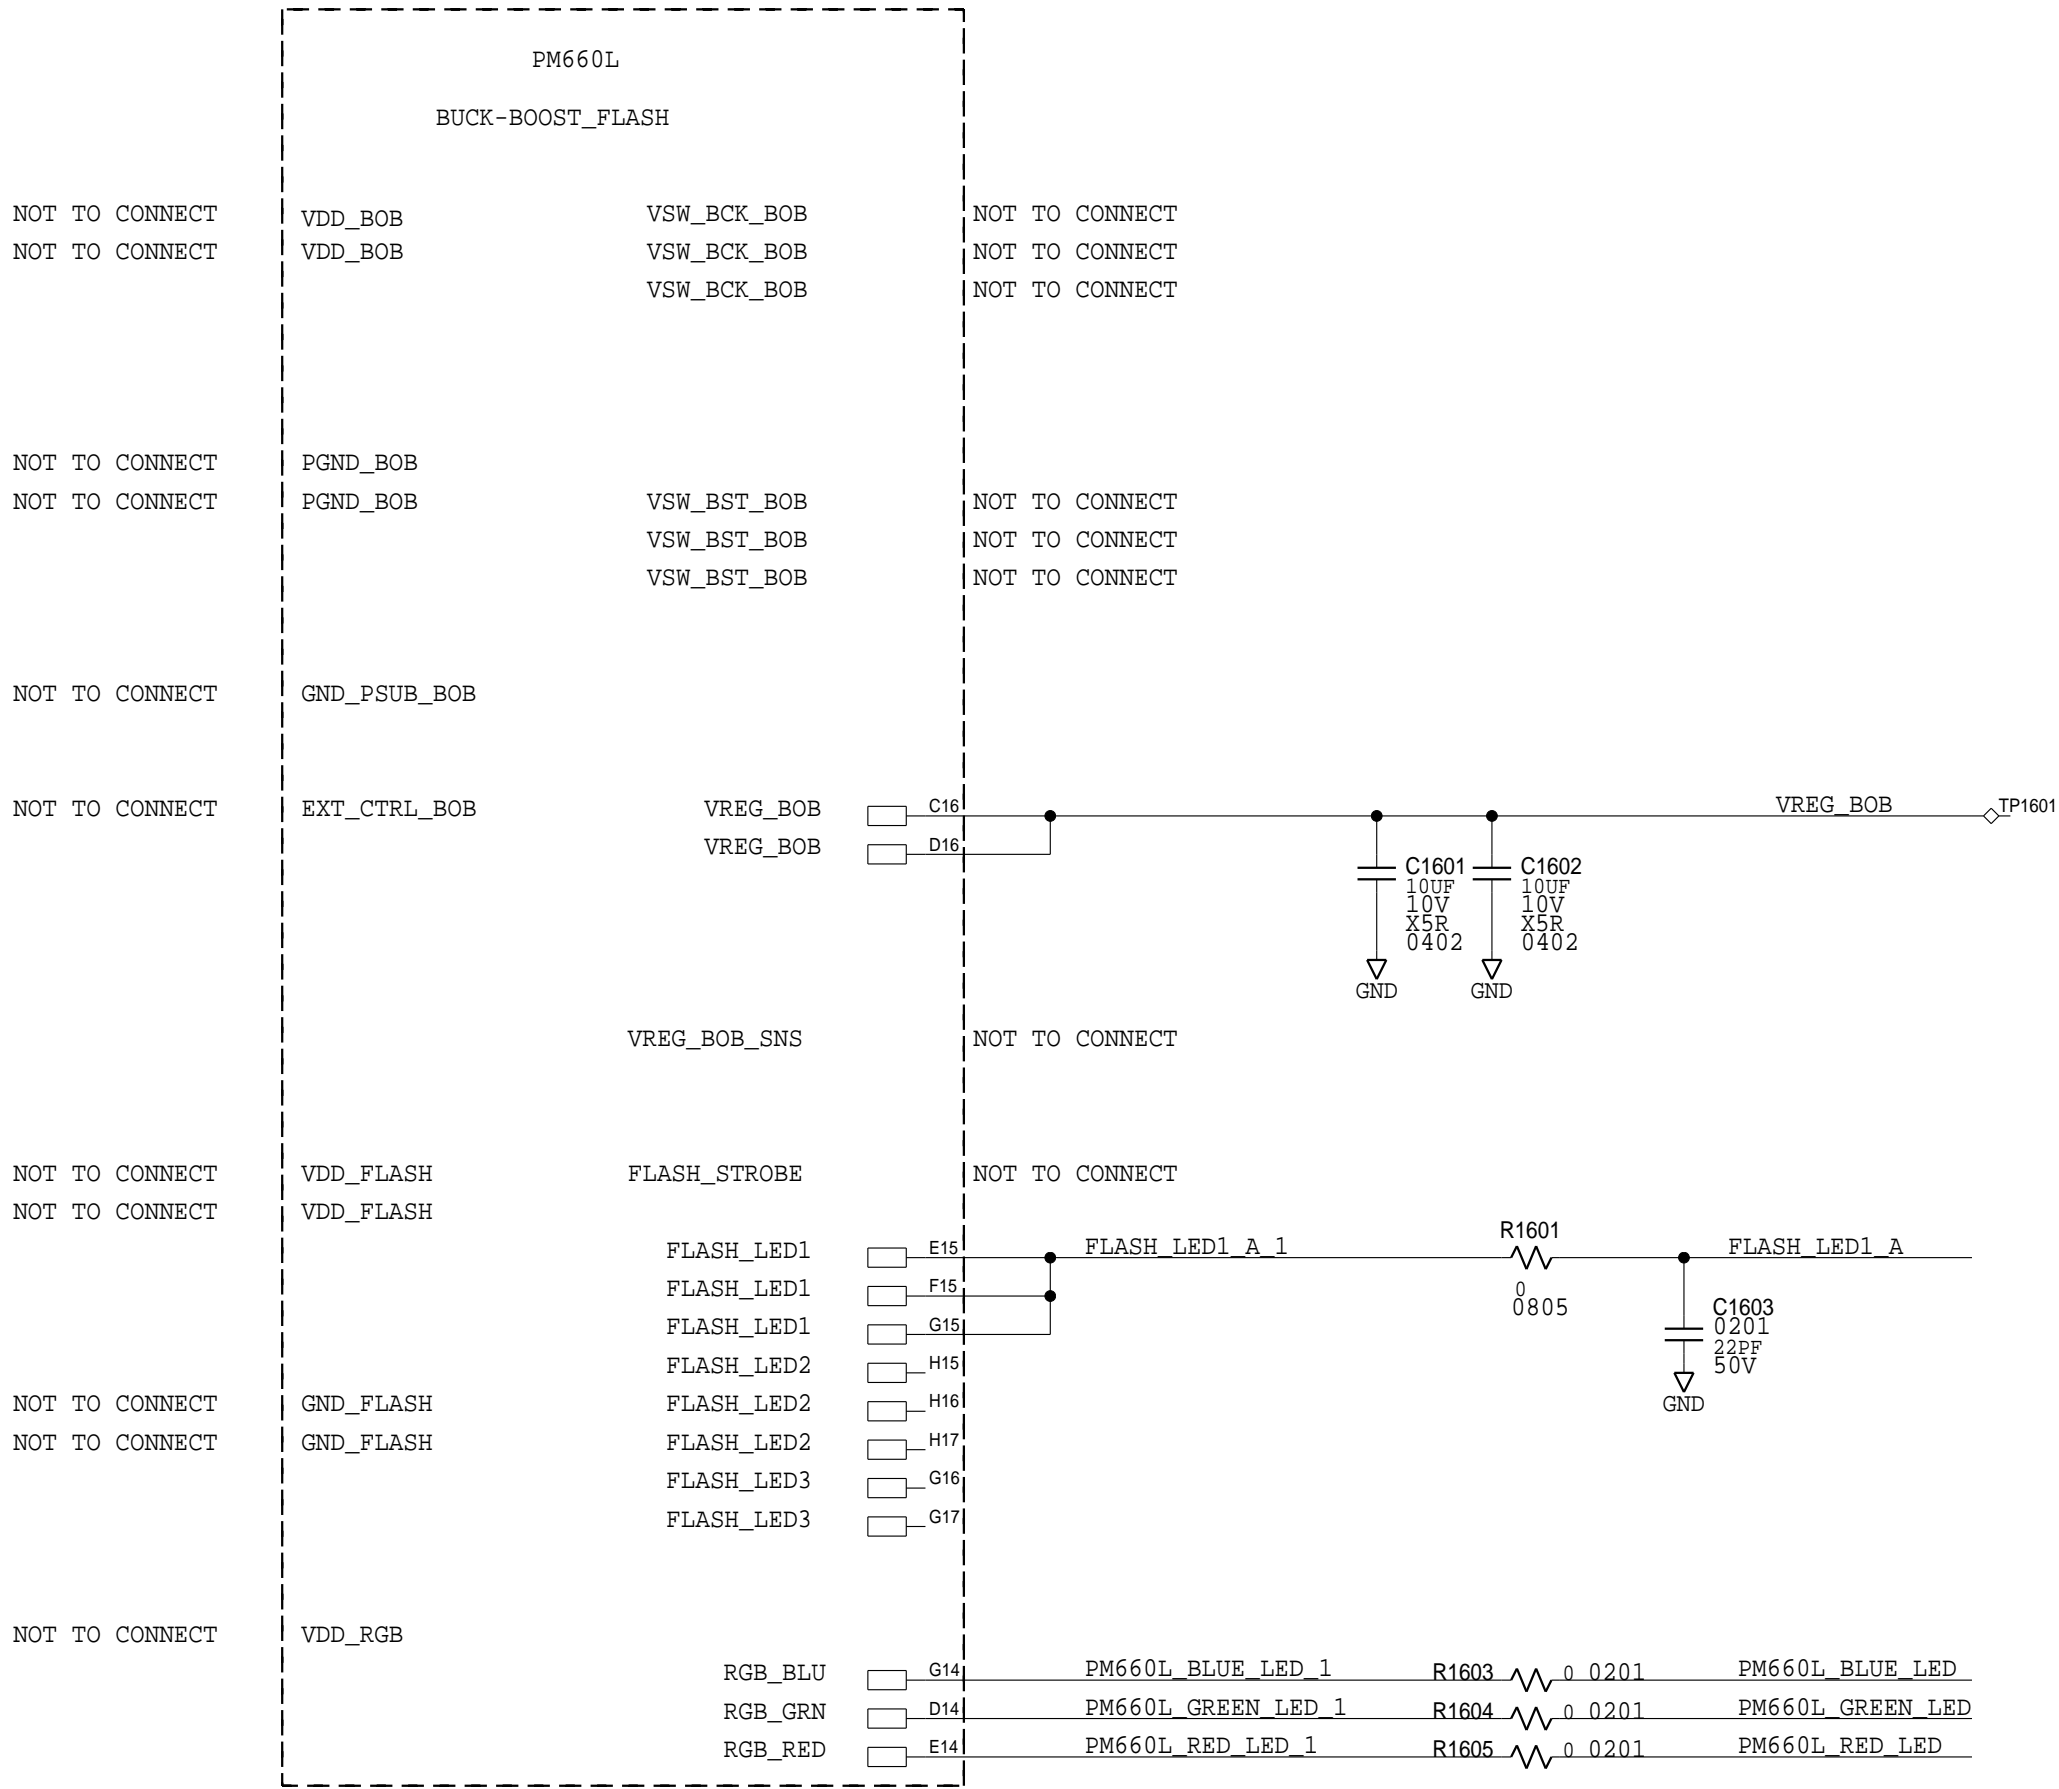 PM660L
BUCK-BOOST_FLASH
NOT TO CONNECT VDD_BOB VSW_BCK_BOB NOT TO CONNECT
NOT TO CONNECT VDD_BOB VSW_BCK_BOB NOT TO CONNECT
VSW_BCK_BOB NOT TO CONNECT
NOT TO CONNECT PGND_BOB
NOT TO CONNECT PGND_BOB VSW_BST_BOB NOT TO CONNECT
VSW_BST_BOB NOT TO CONNECT
VSW_BST_BOB NOT TO CONNECT
NOT TO CONNECT GND_PSUB_BOB
NOT TO CONNECT EXT_CTRL_BOB VREG_BOB C16 VREG_BOB TP1601
VREG_BOB D16
C1601 C1602
10UF 10UF
10V 10V
X5R X5R
0402 0402
GND GND
VREG_BOB_SNS NOT TO CONNECT
NOT TO CONNECT VDD_FLASH FLASH_STROBE NOT TO CONNECT
NOT TO CONNECT VDD_FLASH
R1601
FLASH_LED1 E15 FLASH_LED1_A_1 FLASH_LED1_A
FLASH_LED1 F15 0
0805 C1603
FLASH_LED1 G15 0201
22PF
FLASH_LED2 H15 50V
NOT TO CONNECT GND_FLASH FLASH_LED2 H16 GND
NOT TO CONNECT GND_FLASH FLASH_LED2 H17
FLASH_LED3 G16
FLASH_LED3 G17
NOT TO CONNECT VDD_RGB
RGB_BLU G14 PM660L_BLUE_LED_1 R1603 0 0201 PM660L_BLUE_LED
RGB_GRN D14 PM660L_GREEN_LED_1 R1604 0 0201 PM660L_GREEN_LED
RGB_RED E14 PM660L_RED_LED_1 R1605 0 0201 PM660L_RED_LED